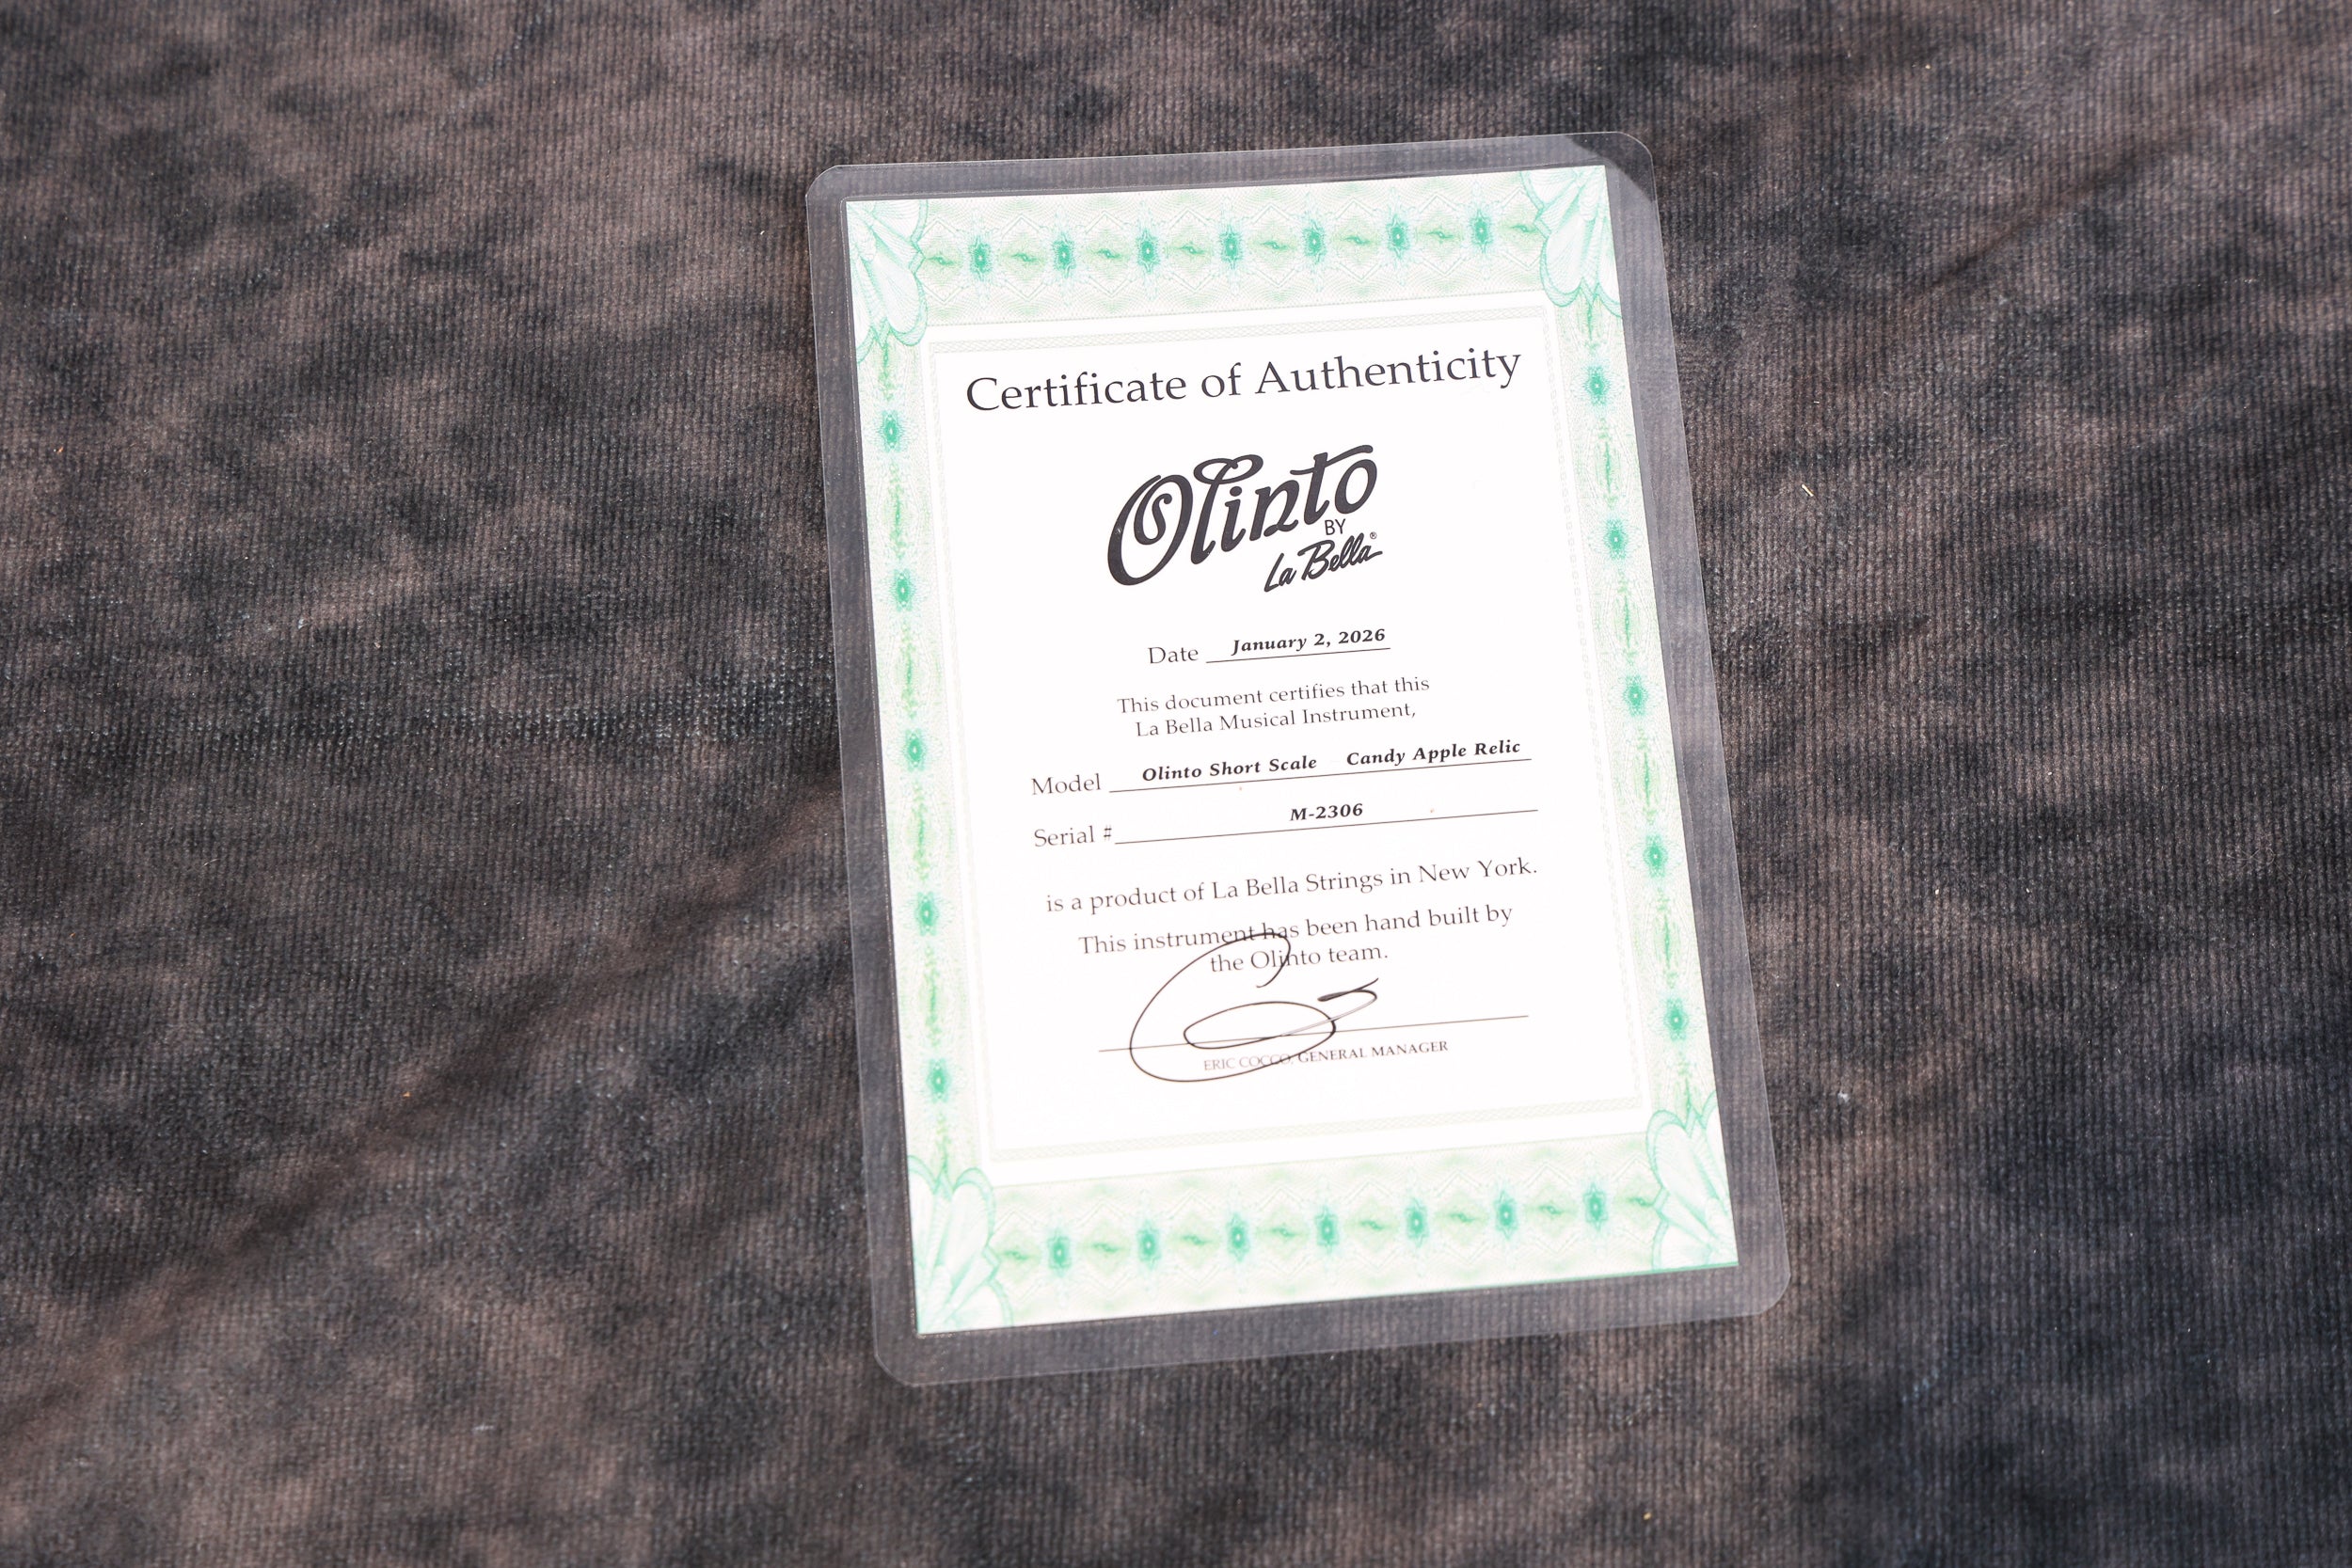 Certificate of Authenticity
Olinto
BY
La Bella®
Date January 2, 2026
This document certifies that this
La Bella Musical Instrument,
Model Olinto Short Scale Candy Apple Relic
Serial # M-2306
is a product of La Bella Strings in New York.
This instrument has been hand built by
the Olinto team.
ERIC COCCO, GENERAL MANAGER